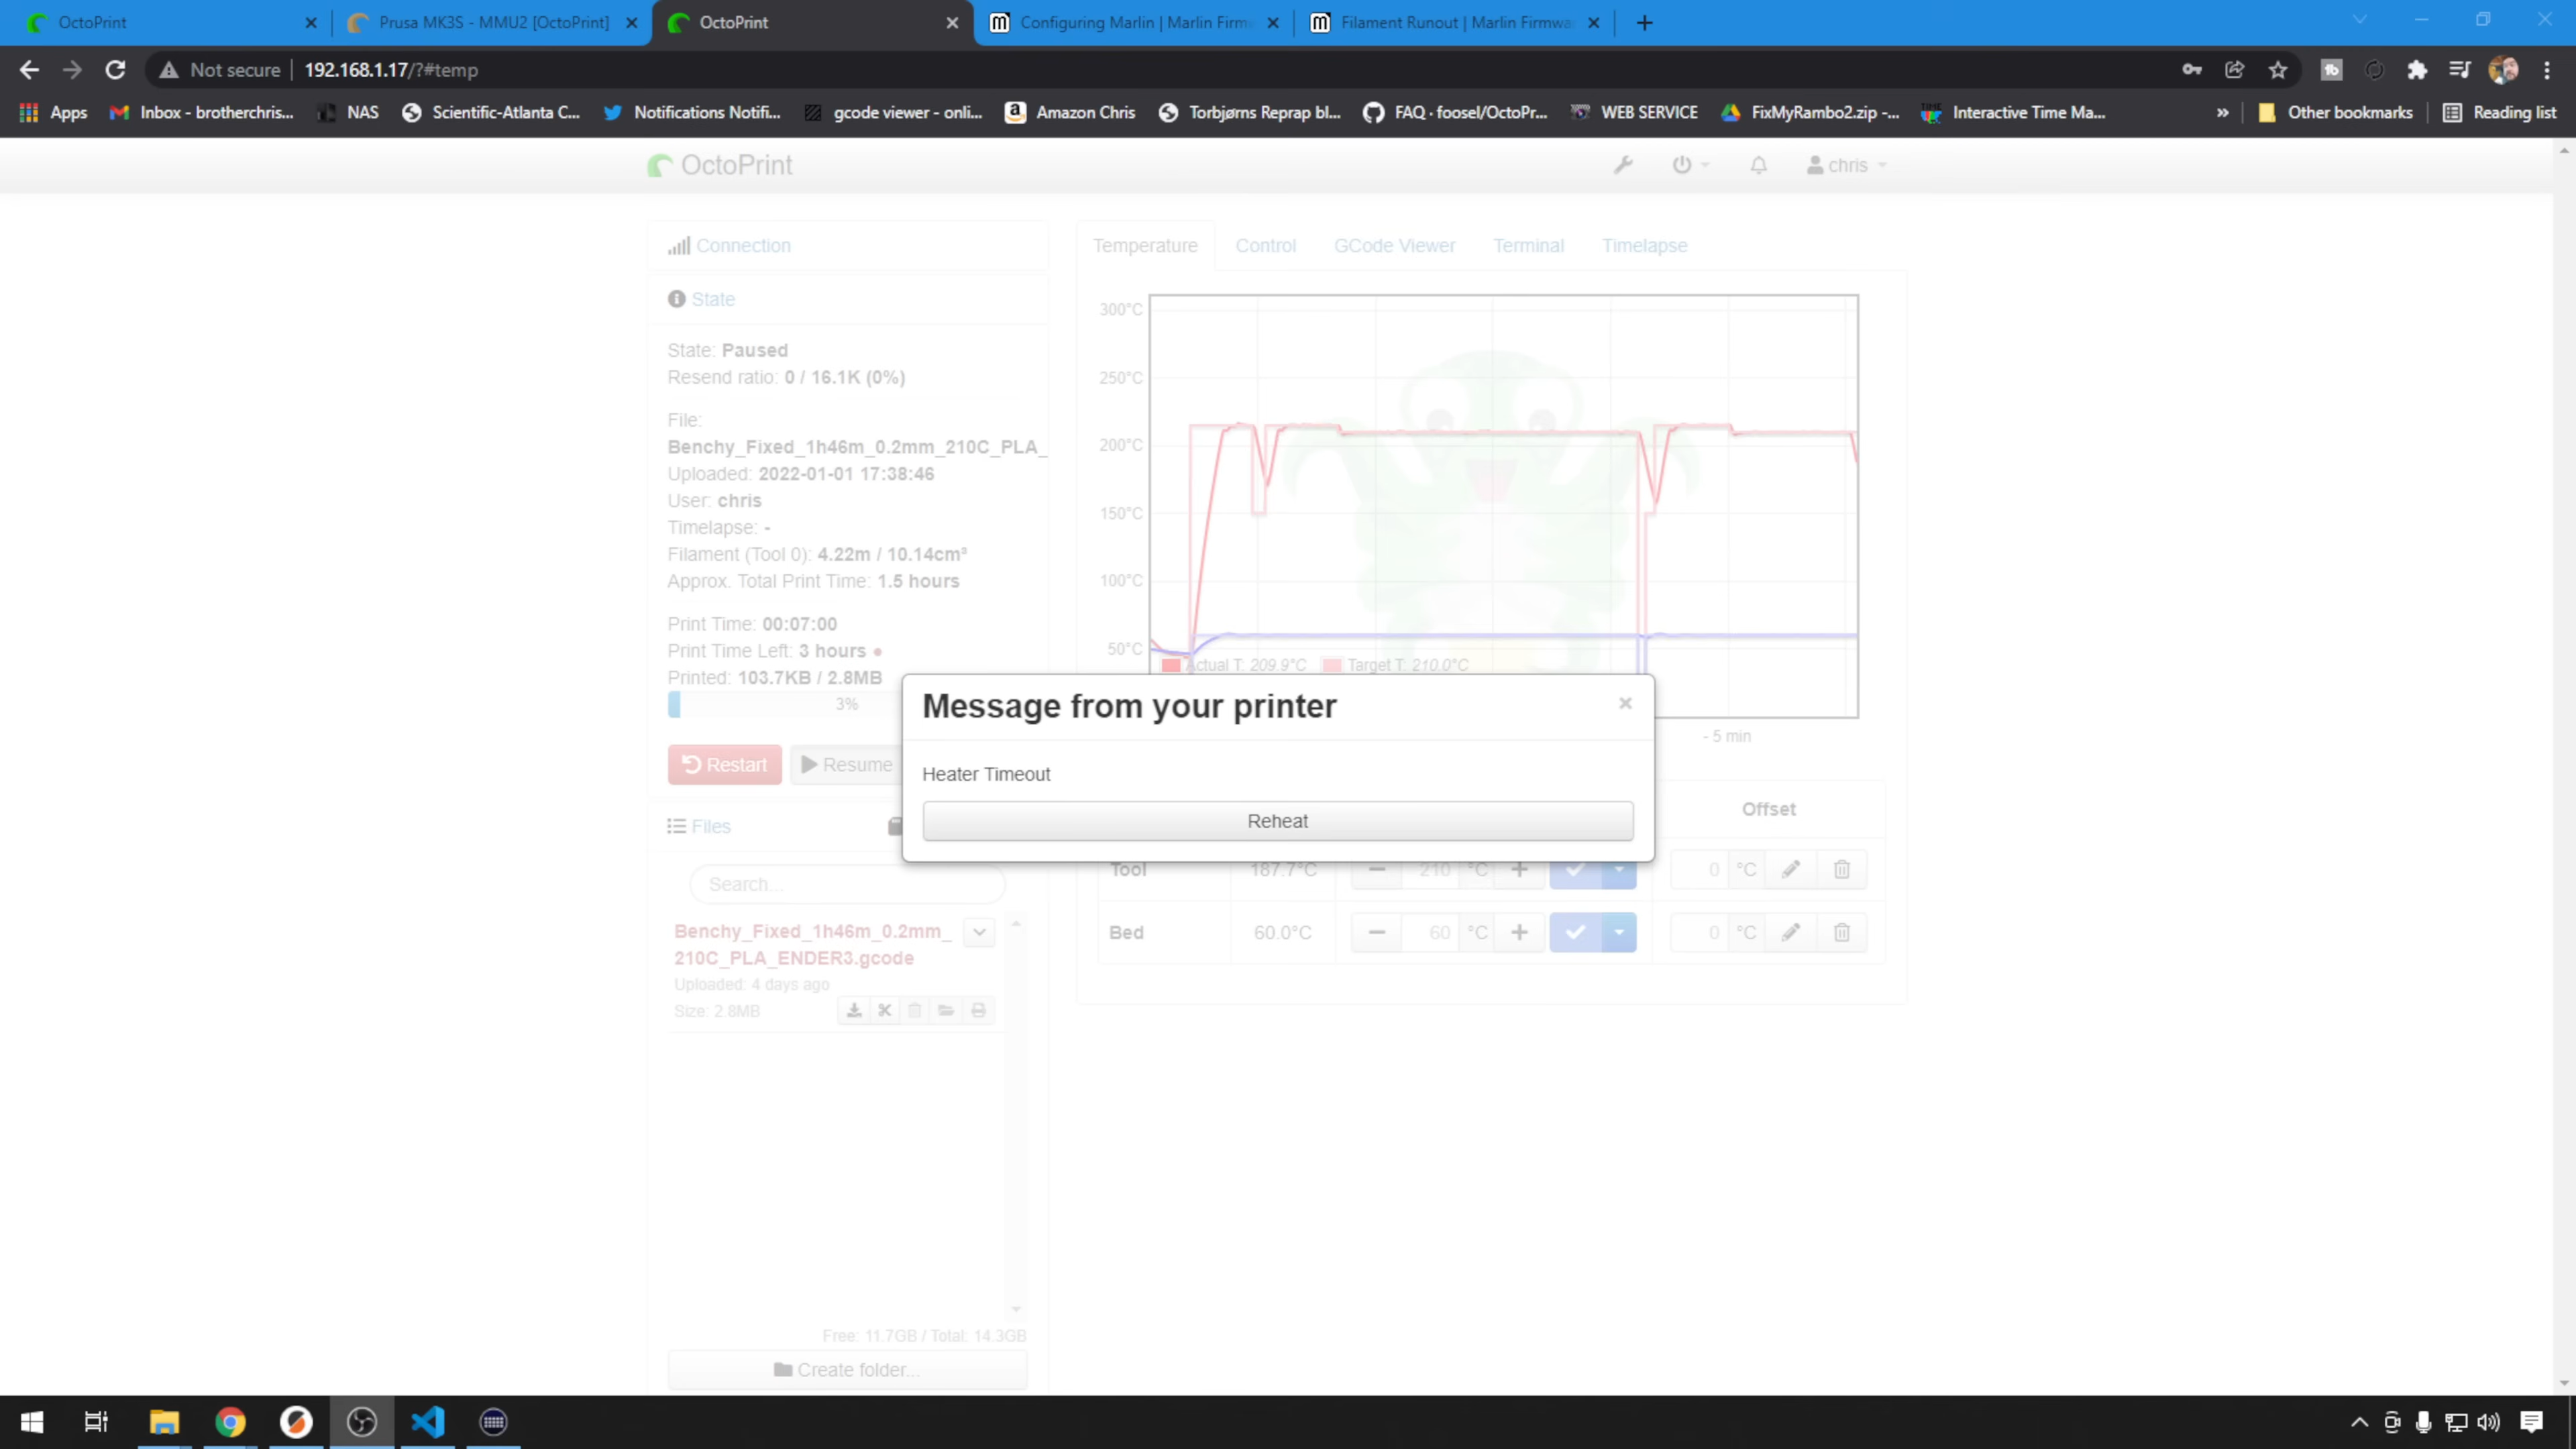 OctoPrint
Prusa MK3S - MMU2 [OctoPrint]
OctoPrint
Configuring Marlin | Marlin Firm
Filament Runout | Marlin Firmwa
Not secure
192.168.1.17/?#temp
Apps
Inbox - brotherchris...
NAS
Scientific-Atlanta C...
Notifications Notifi...
gcode viewer - onli...
Amazon Chris
Torbjørns Reprap bl...
FAQ · foosel/OctoPr...
WEB SERVICE
FixMyRambo2.zip -...
Interactive Time Ma...
»
Other bookmarks
Reading list
OctoPrint
chris
Connection
State
State: Paused
Resend ratio: 0 / 16.1K (0%)
File:
Benchy_Fixed_1h46m_0.2mm_210C_PLA_
Uploaded: 2022-01-01 17:38:46
User: chris
Timelapse: -
Filament (Tool 0): 4.22m / 10.14cm³
Approx. Total Print Time: 1.5 hours
Print Time: 00:07:00
Print Time Left: 3 hours
Printed: 103.7KB / 2.8MB
3%
Restart
Resume
Files
Search...
Benchy_Fixed_1h46m_0.2mm_
210C_PLA_ENDER3.gcode
Uploaded: 4 days ago
Size: 2.8MB
Free: 11.7GB / Total: 14.3GB
Create folder...
Temperature
Control
GCode Viewer
Terminal
Timelapse
300°C
250°C
200°C
150°C
100°C
50°C
Actual T: 209.9°C
Target T: 210.0°C
- 5 min
Message from your printer
×
Heater Timeout
Reheat
Offset
Tool
187.7°C
210 °C
0 °C
Bed
60.0°C
60 °C
0 °C